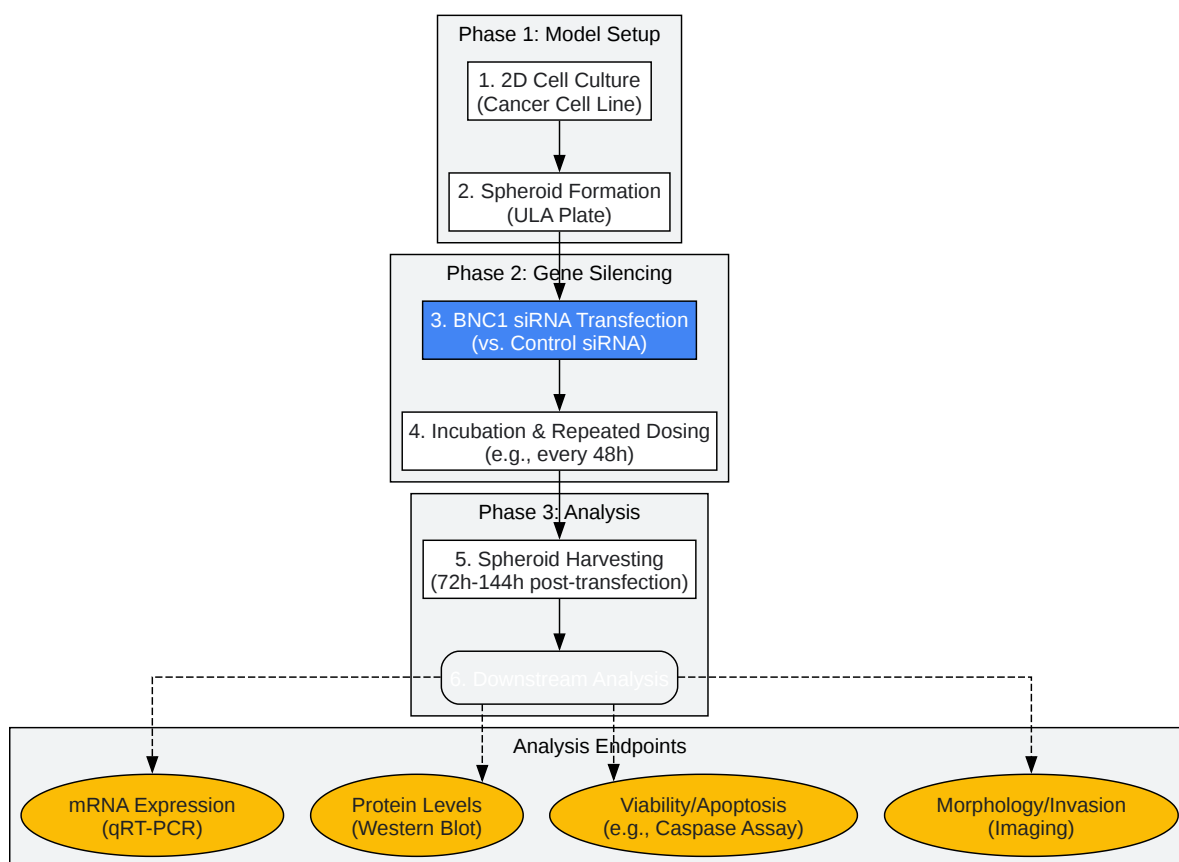 Phase 1: Model Setup
1. 2D Cell Culture
(Cancer Cell Line)
2. Spheroid Formation
(ULA Plate)
Phase 2: Gene Silencing
3. BNC1 siRNA Transfection
(vs. Control siRNA)
4. Incubation & Repeated Dosing
(e.g., every 48h)
Phase 3: Analysis
5. Spheroid Harvesting
(72h-144h post-transfection)
6. Downstream Analysis
Analysis Endpoints
mRNA Expression
(qRT-PCR)
Protein Levels
(Western Blot)
Viability/Apoptosis
(e.g., Caspase Assay)
Morphology/Invasion
(Imaging)